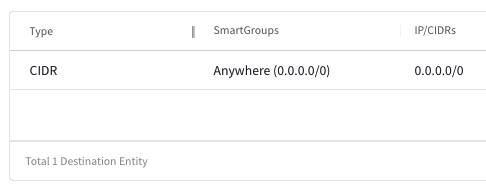 Type SmartGroups IP/CIDRs
CIDR Anywhere (0.0.0.0/0) 0.0.0.0/0
Total 1 Destination Entity